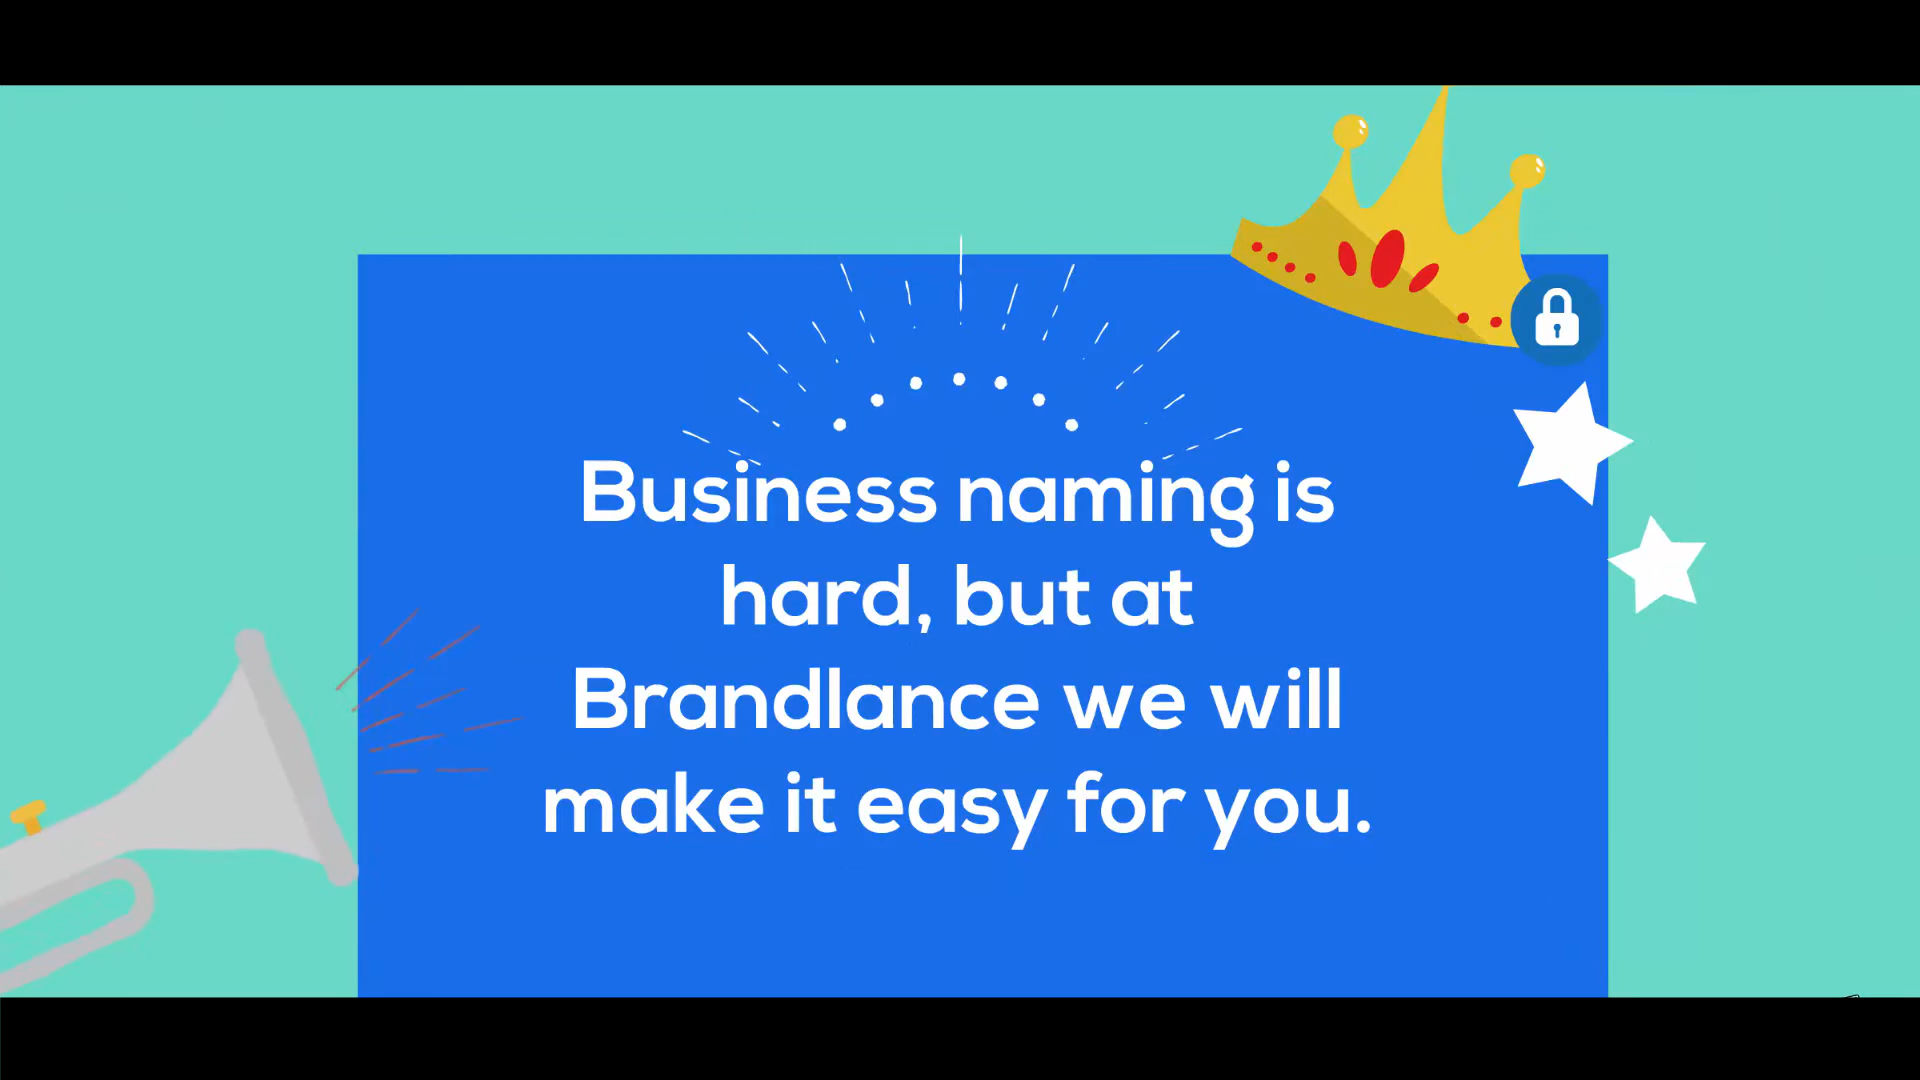 Business naming is
hard, but at
Brandlance we will
make it easy for you.